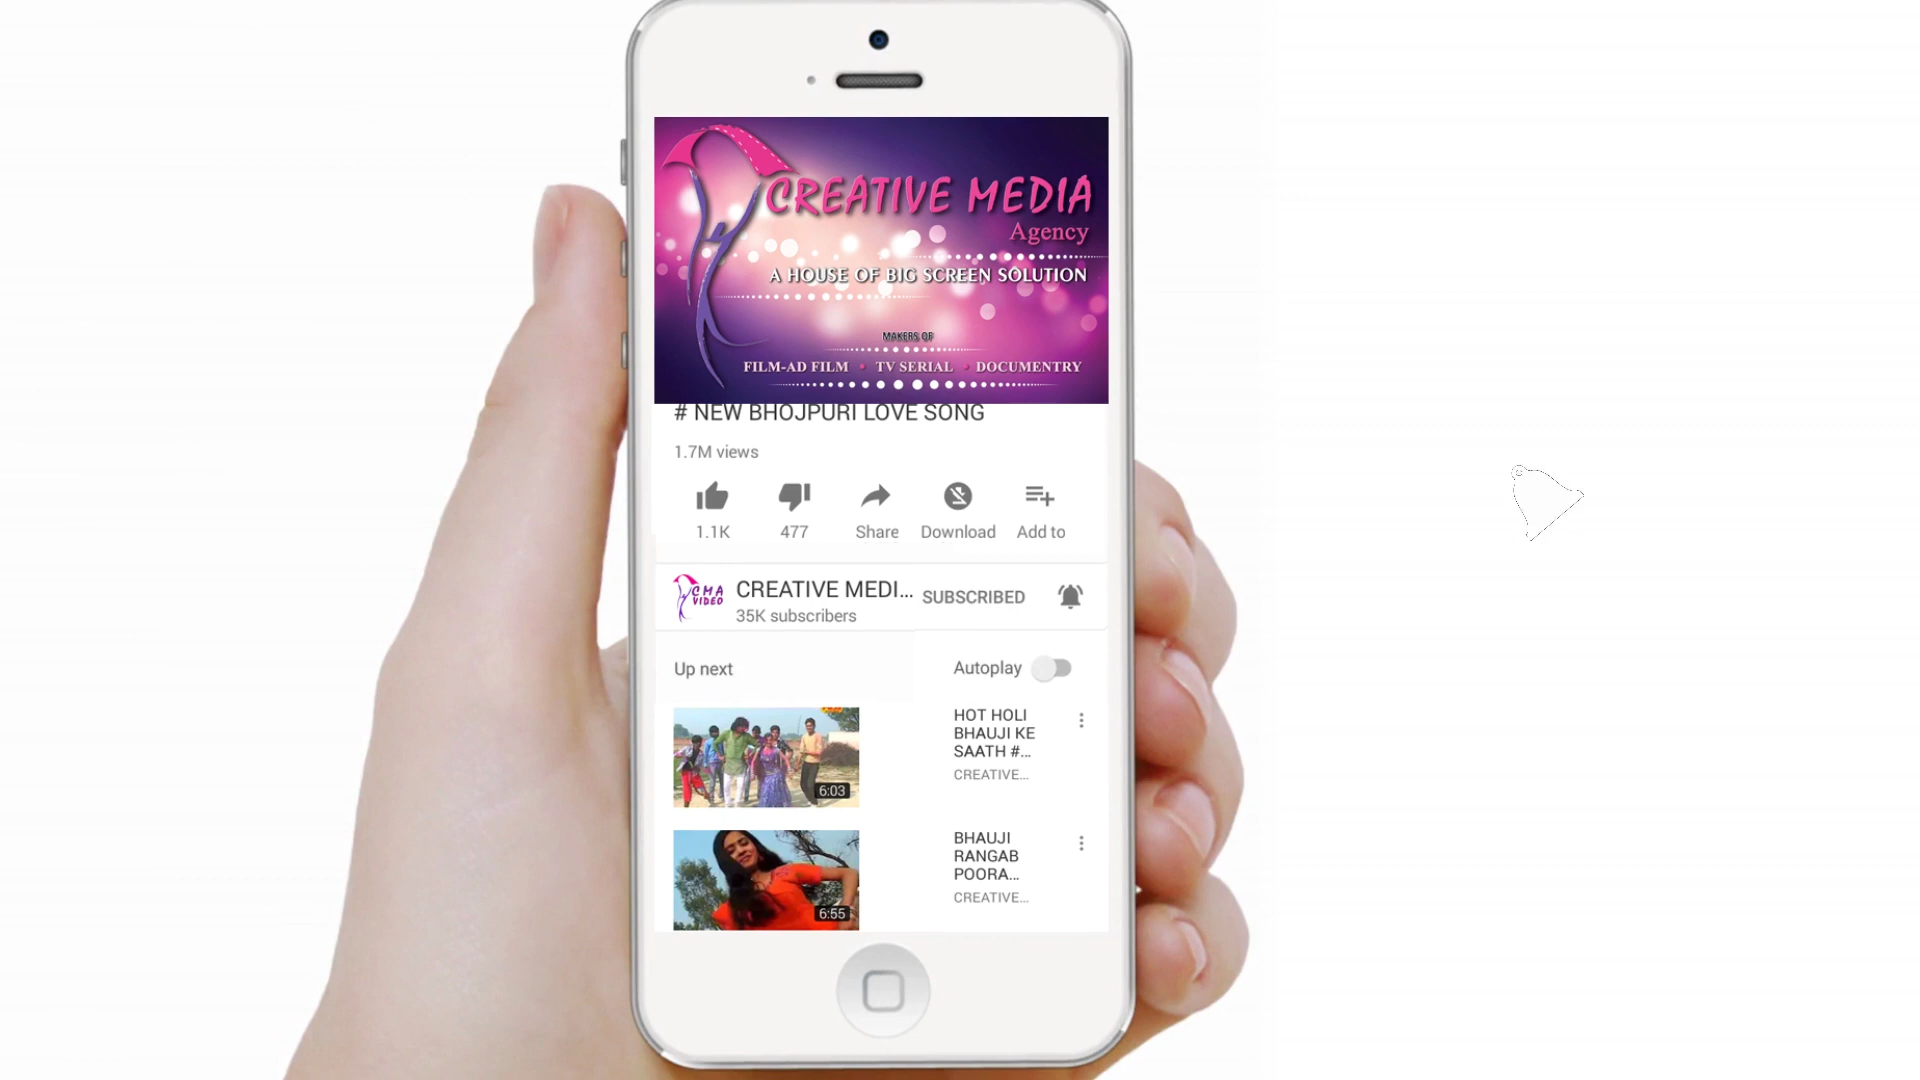 CREATIVE MEDIA
Agency
A HOUSE OF BIG SCREEN SOLUTION
MAKERS OF
FILM-AD FILM • TV SERIAL • DOCUMENTRY
# NEW BHOJPURI LOVE SONG
1.7M views
1.1K 477 Share Download Add to
CMA
VIDEO
CREATIVE MEDI... SUBSCRIBED
35K subscribers
Up next Autoplay
HOT HOLI
BHAUJI KE
SAATH #...
CREATIVE...
6:03
BHAUJI
RANGAB
POORA...
CREATIVE...
6:55